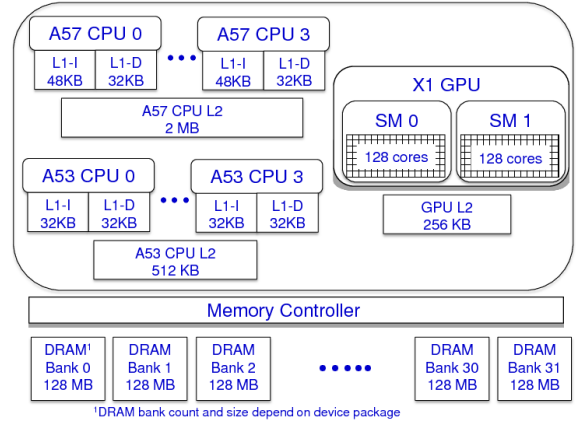 A57 CPU 0
A57 CPU 3
L1-I
48KB
L1-D
32KB
L1-I
48KB
L1-D
32KB
A57 CPU L2
2 MB
X1 GPU
SM 0
128 cores
SM 1
128 cores
A53 CPU 0
A53 CPU 3
L1-I
32KB
L1-D
32KB
L1-I
32KB
L1-D
32KB
GPU L2
256 KB
A53 CPU L2
512 KB
Memory Controller
DRAM¹
Bank 0
128 MB
DRAM
Bank 1
128 MB
DRAM
Bank 2
128 MB
DRAM
Bank 30
128 MB
DRAM
Bank 31
128 MB
¹DRAM bank count and size depend on device package